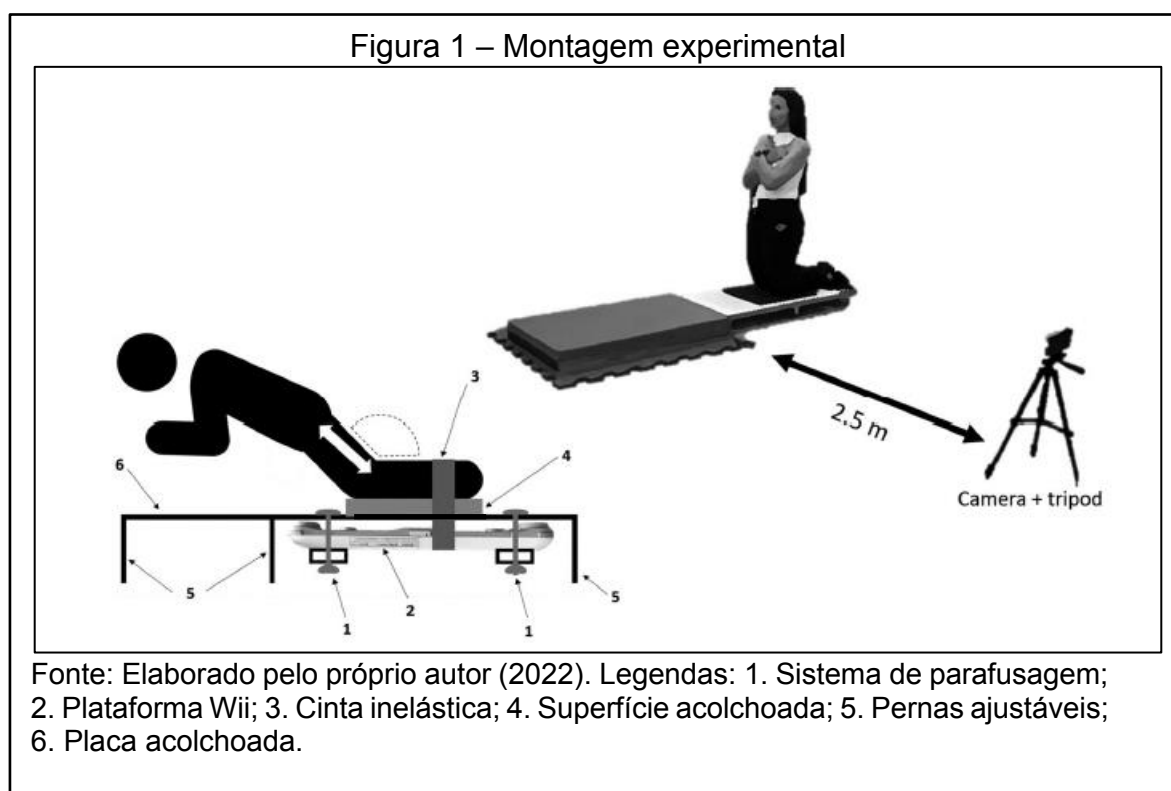 Figura 1 – Montagem experimental
3
4
6
2.5 m
Camera + tripod
5
5
1
2
1
Fonte: Elaborado pelo próprio autor (2022). Legendas: 1. Sistema de parafusagem;
2. Plataforma Wii; 3. Cinta inelástica; 4. Superfície acolchoada; 5. Pernas ajustáveis;
6. Placa acolchoada.